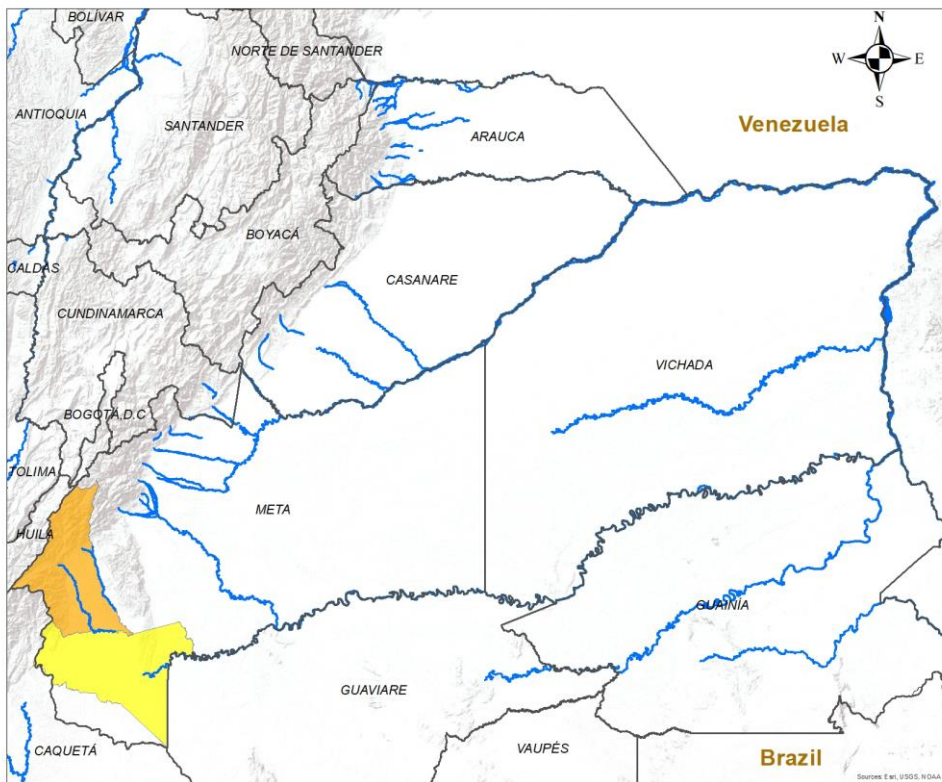 BOLÍVAR
N
NORTE DE SANTANDER
W
E
S
ANTIOQUIA
SANTANDER
ARAUCA
Venezuela
BOYACÁ
CALDAS
CASANARE
CUNDINAMARCA
VICHADA
BOGOTÁ,D.C
TOLIMA
META
HUILA
GUAINÍA
GUAVIARE
CAQUETÁ
VAUPÉS
Brazil
Sources: Esri, USGS, NOAA